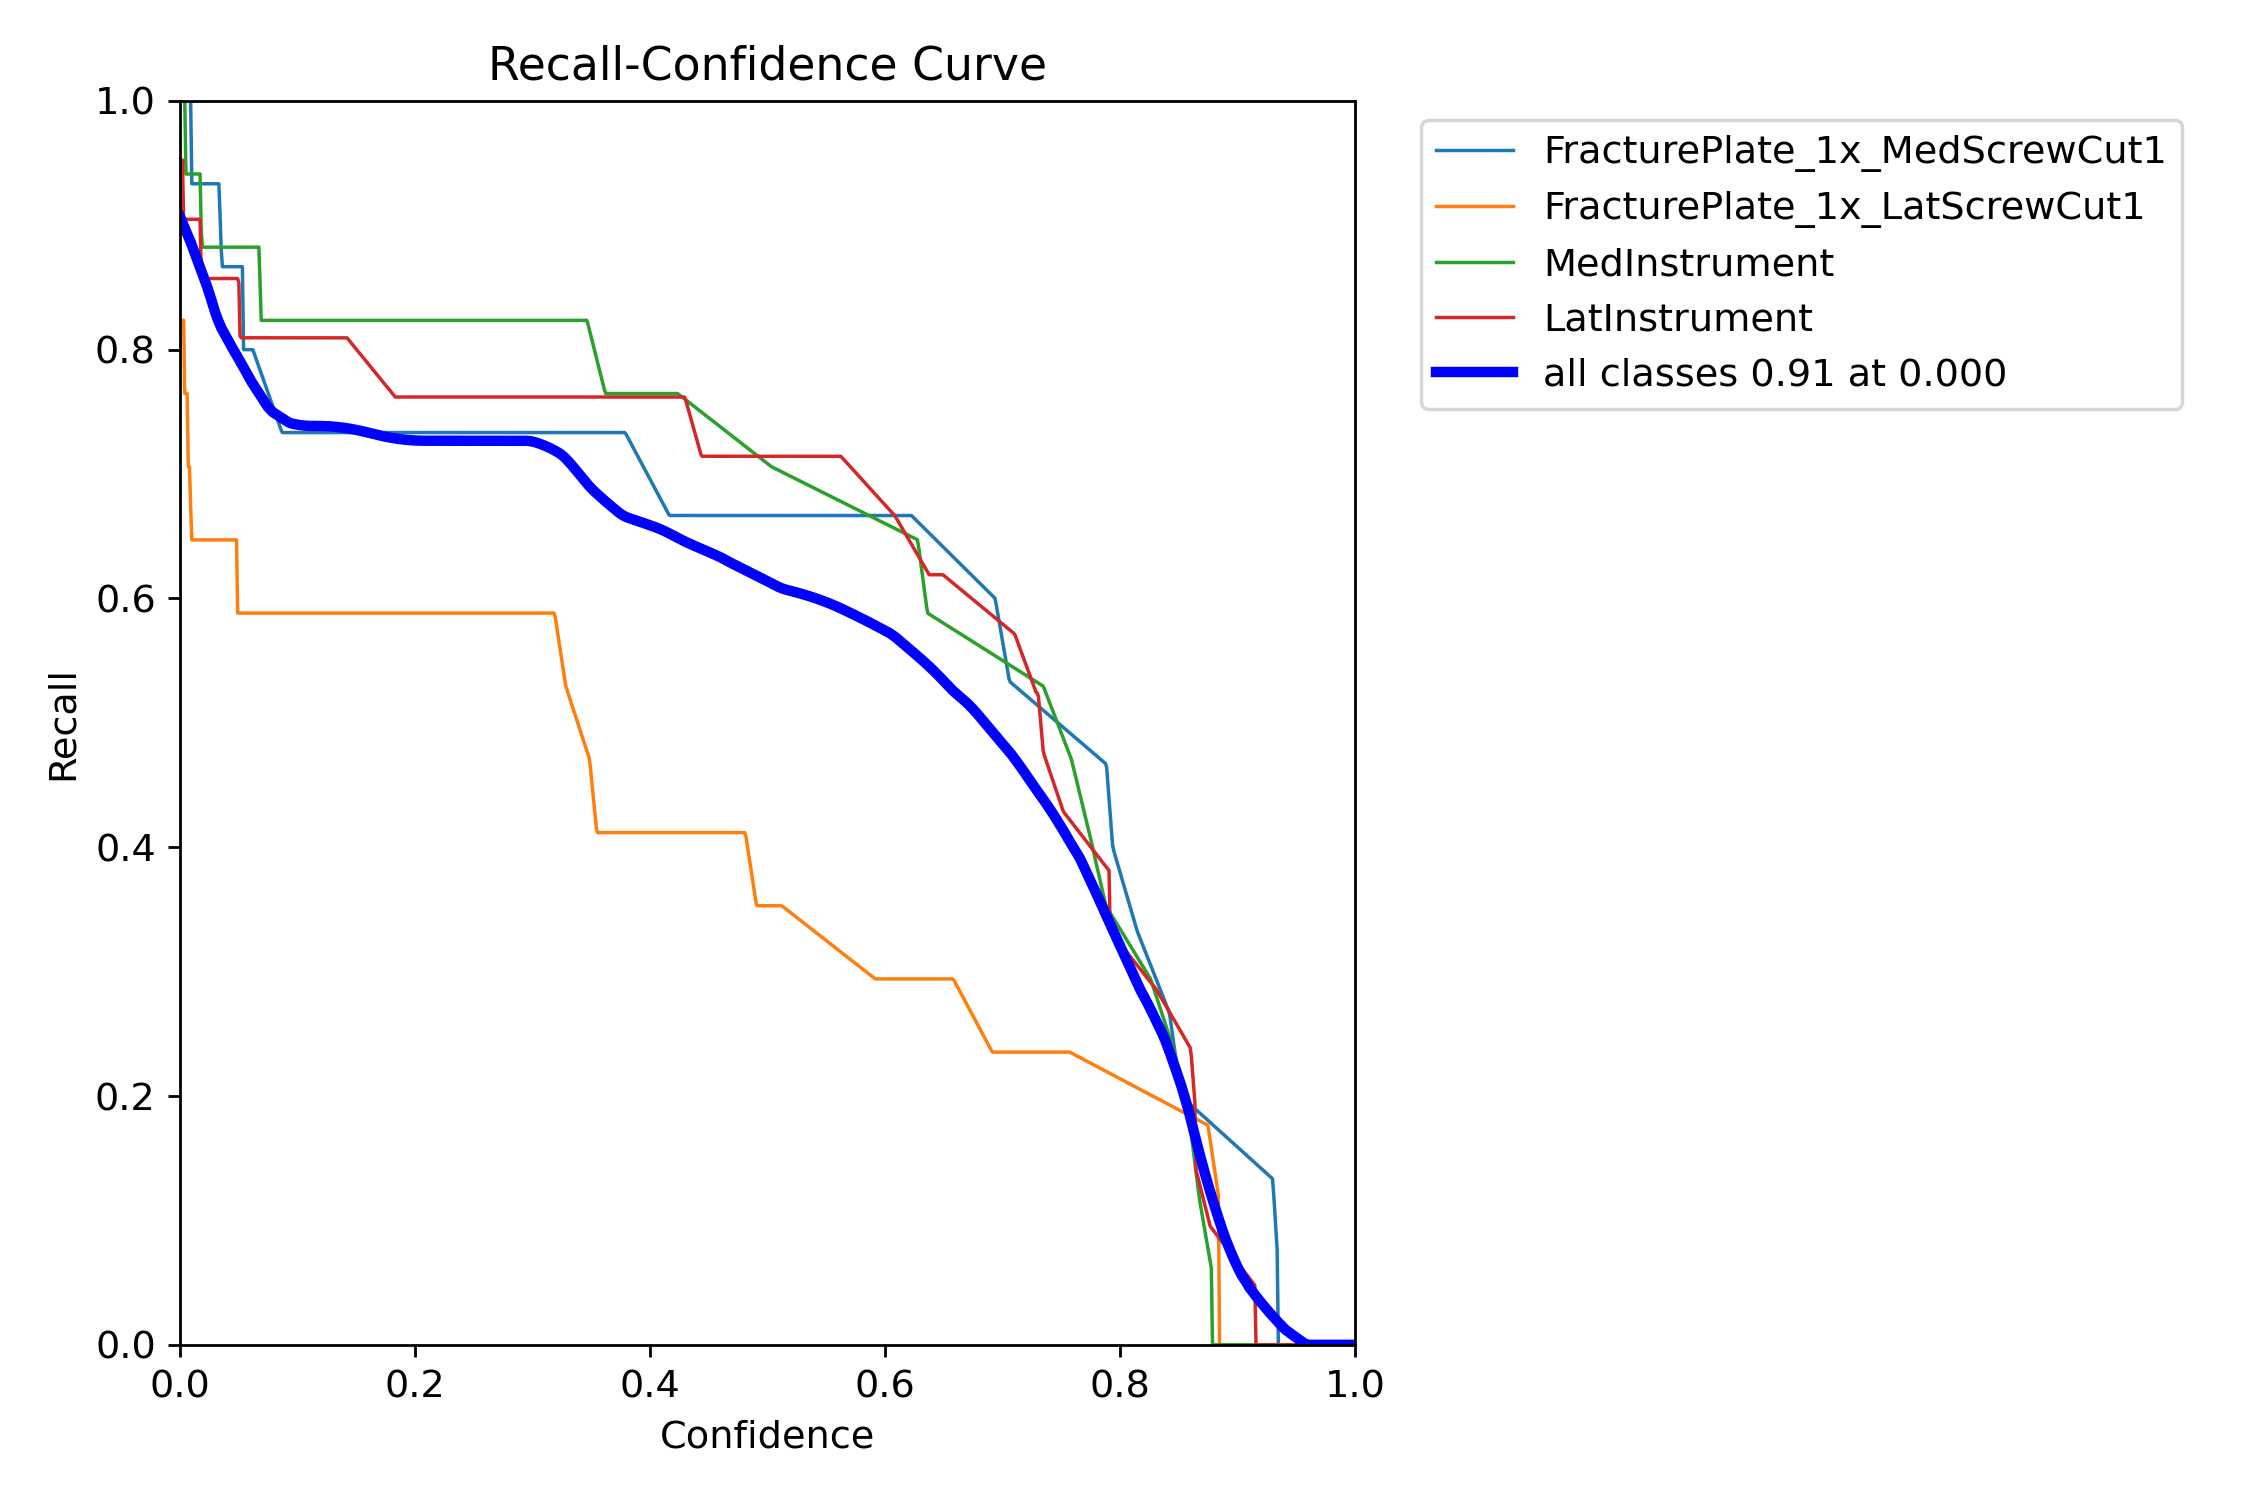 Recall-Confidence Curve
1.0
0.8
0.6
0.4
0.2
0.0
Recall
0.0 0.2 0.4 0.6 0.8 1.0
Confidence
FracturePlate_1x_MedScrewCut1
FracturePlate_1x_LatScrewCut1
MedInstrument
LatInstrument
all classes 0.91 at 0.000